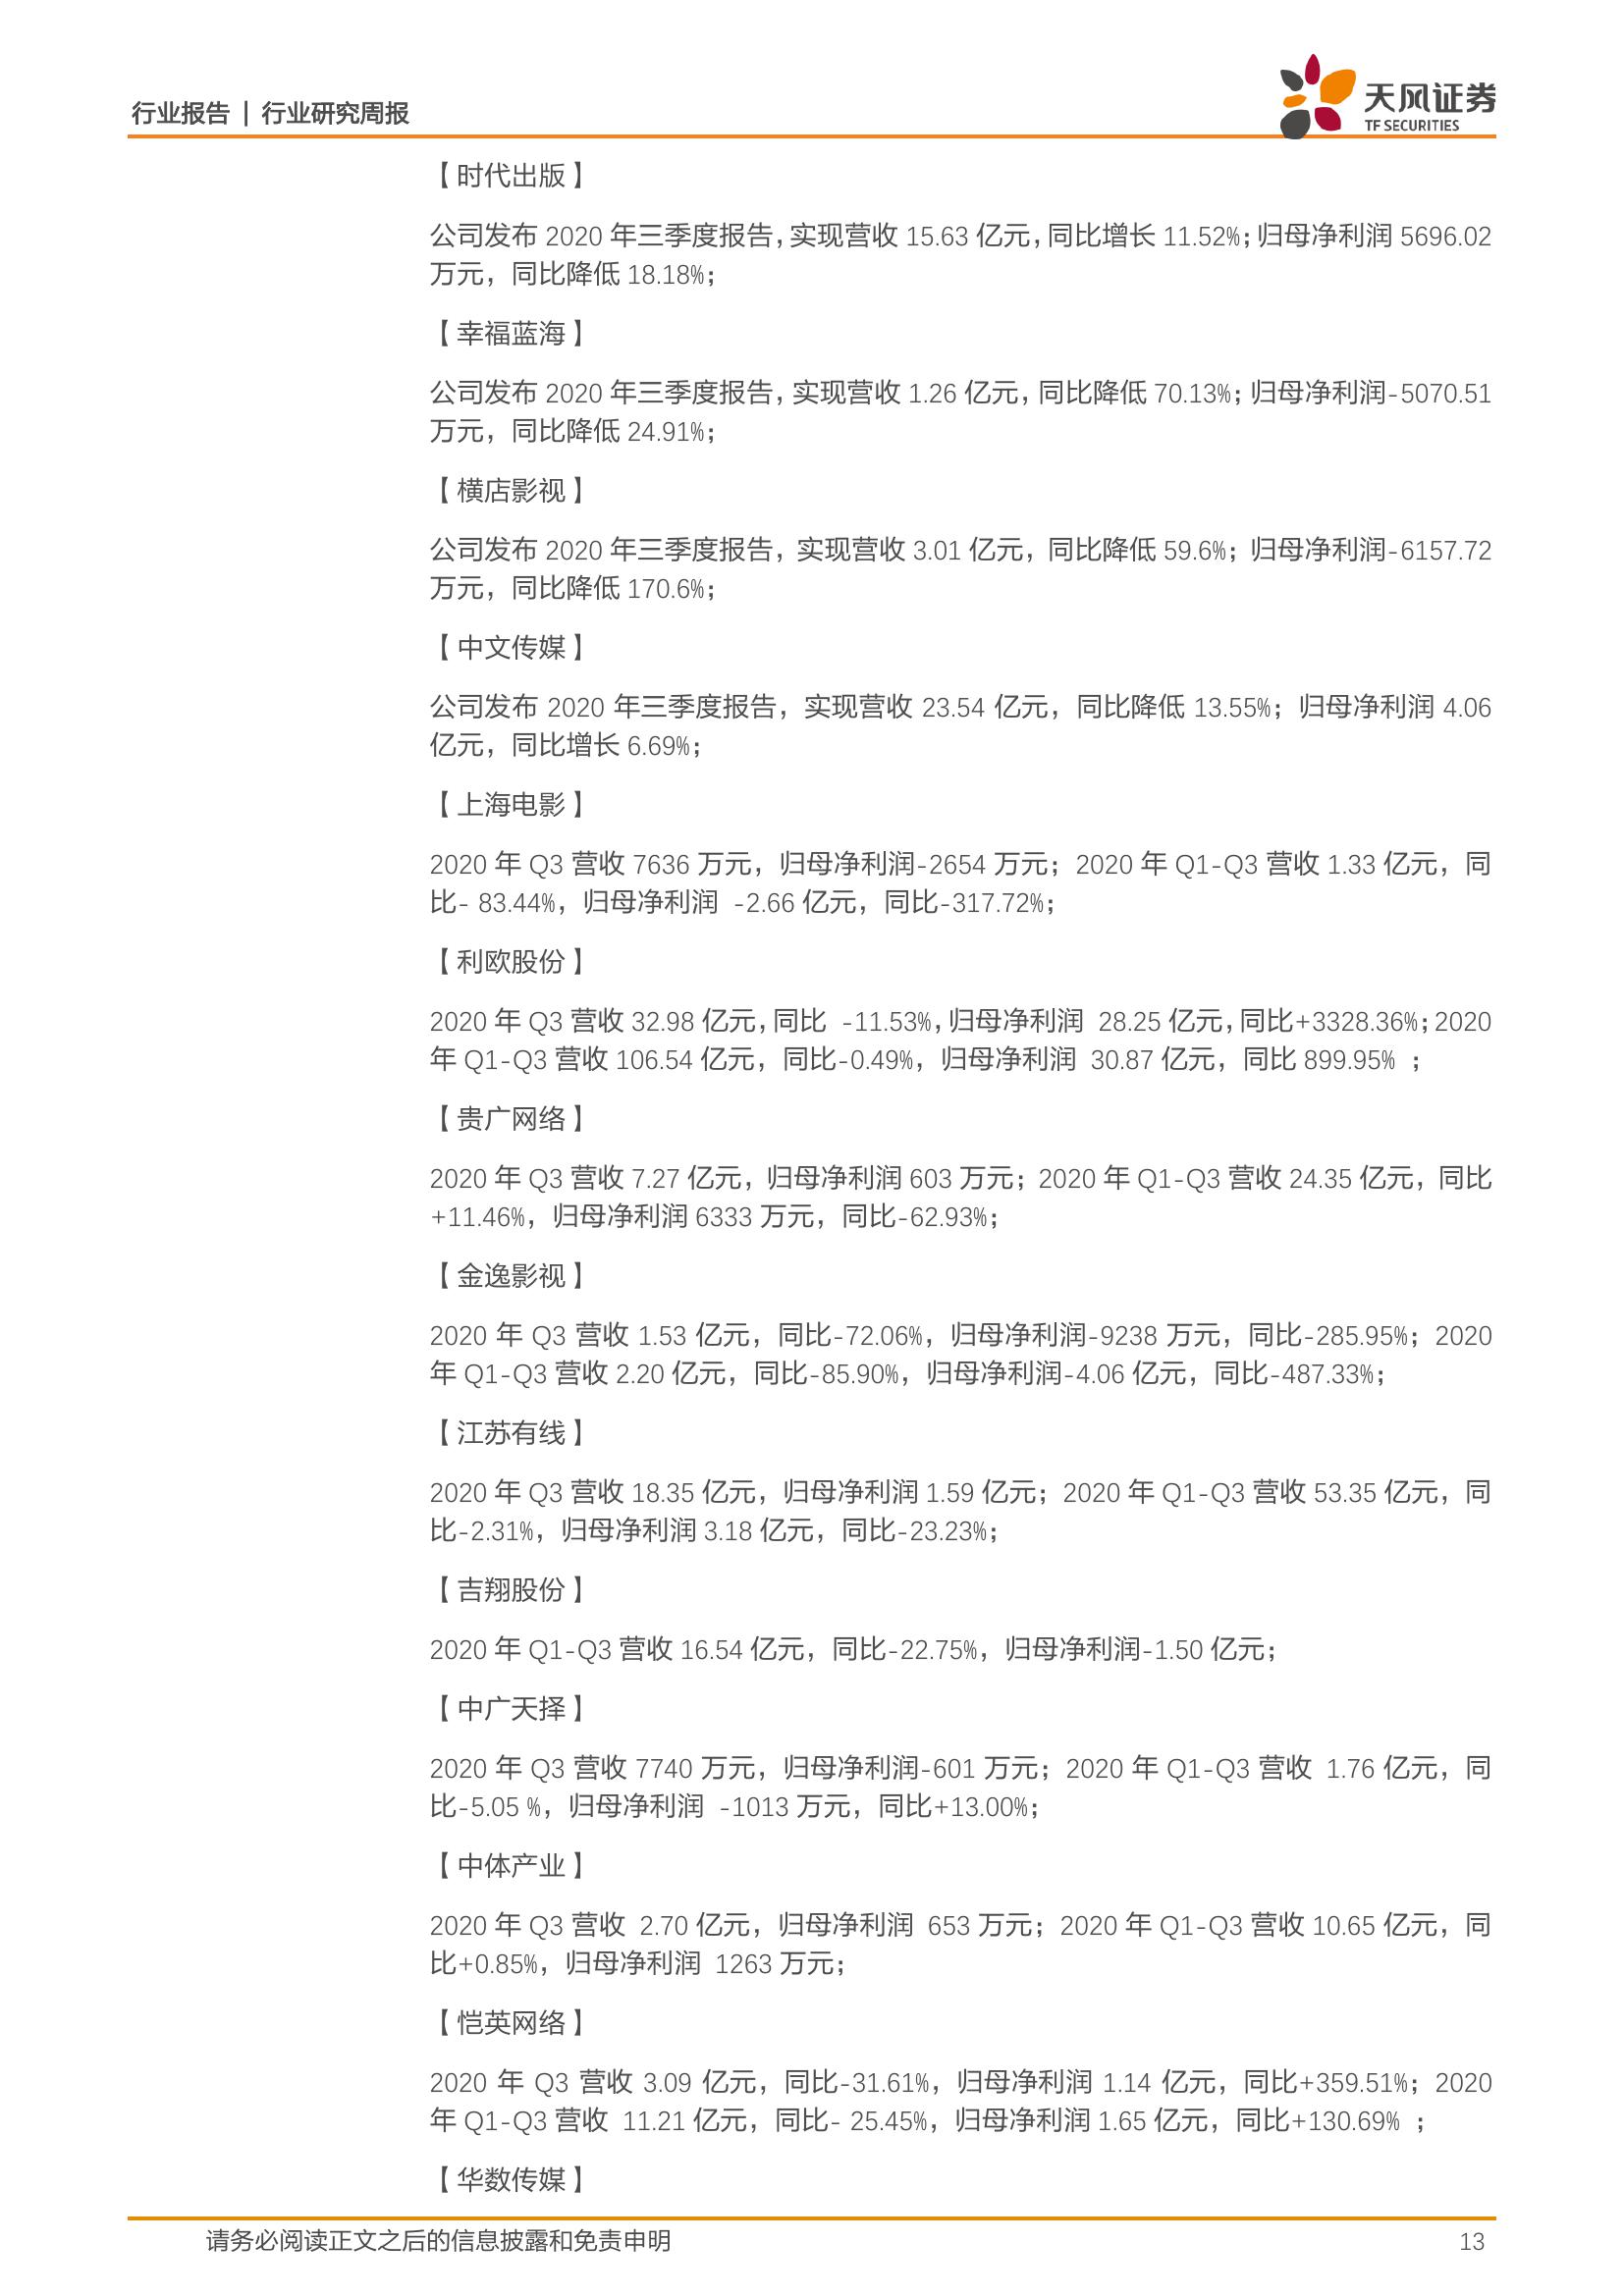 行业报告 | 行业研究周报
天风证券
TF SECURITIES
【时代出版】
公司发布 2020 年三季度报告，实现营收 15.63 亿元，同比增长 11.52%；归母净利润 5696.02
万元，同比降低 18.18%；
【幸福蓝海】
公司发布 2020 年三季度报告，实现营收 1.26 亿元，同比降低 70.13%；归母净利润-5070.51
万元，同比降低 24.91%；
【横店影视】
公司发布 2020 年三季度报告，实现营收 3.01 亿元，同比降低 59.6%；归母净利润-6157.72
万元，同比降低 170.6%；
【中文传媒】
公司发布 2020 年三季度报告，实现营收 23.54 亿元，同比降低 13.55%；归母净利润 4.06
亿元，同比增长 6.69%；
【上海电影】
2020 年 Q3 营收 7636 万元，归母净利润-2654 万元；2020 年 Q1-Q3 营收 1.33 亿元，同
比- 83.44%，归母净利润 -2.66 亿元，同比-317.72%；
【利欧股份】
2020 年 Q3 营收 32.98 亿元，同比 -11.53%，归母净利润 28.25 亿元，同比+3328.36%；2020
年 Q1-Q3 营收 106.54 亿元，同比-0.49%，归母净利润 30.87 亿元，同比 899.95% ；
【贵广网络】
2020 年 Q3 营收 7.27 亿元，归母净利润 603 万元；2020 年 Q1-Q3 营收 24.35 亿元，同比
+11.46%，归母净利润 6333 万元，同比-62.93%；
【金逸影视】
2020 年 Q3 营收 1.53 亿元，同比-72.06%，归母净利润-9238 万元，同比-285.95%；2020
年 Q1-Q3 营收 2.20 亿元，同比-85.90%，归母净利润-4.06 亿元，同比-487.33%；
【江苏有线】
2020 年 Q3 营收 18.35 亿元，归母净利润 1.59 亿元；2020 年 Q1-Q3 营收 53.35 亿元，同
比-2.31%，归母净利润 3.18 亿元，同比-23.23%；
【吉翔股份】
2020 年 Q1-Q3 营收 16.54 亿元，同比-22.75%，归母净利润-1.50 亿元；
【中广天择】
2020 年 Q3 营收 7740 万元，归母净利润-601 万元；2020 年 Q1-Q3 营收 1.76 亿元，同
比-5.05 %，归母净利润 -1013 万元，同比+13.00%；
【中体产业】
2020 年 Q3 营收 2.70 亿元，归母净利润 653 万元；2020 年 Q1-Q3 营收 10.65 亿元，同
比+0.85%，归母净利润 1263 万元；
【恺英网络】
2020 年 Q3 营收 3.09 亿元，同比-31.61%，归母净利润 1.14 亿元，同比+359.51%；2020
年 Q1-Q3 营收 11.21 亿元，同比- 25.45%，归母净利润 1.65 亿元，同比+130.69% ；
【华数传媒】
请务必阅读正文之后的信息披露和免责申明
13